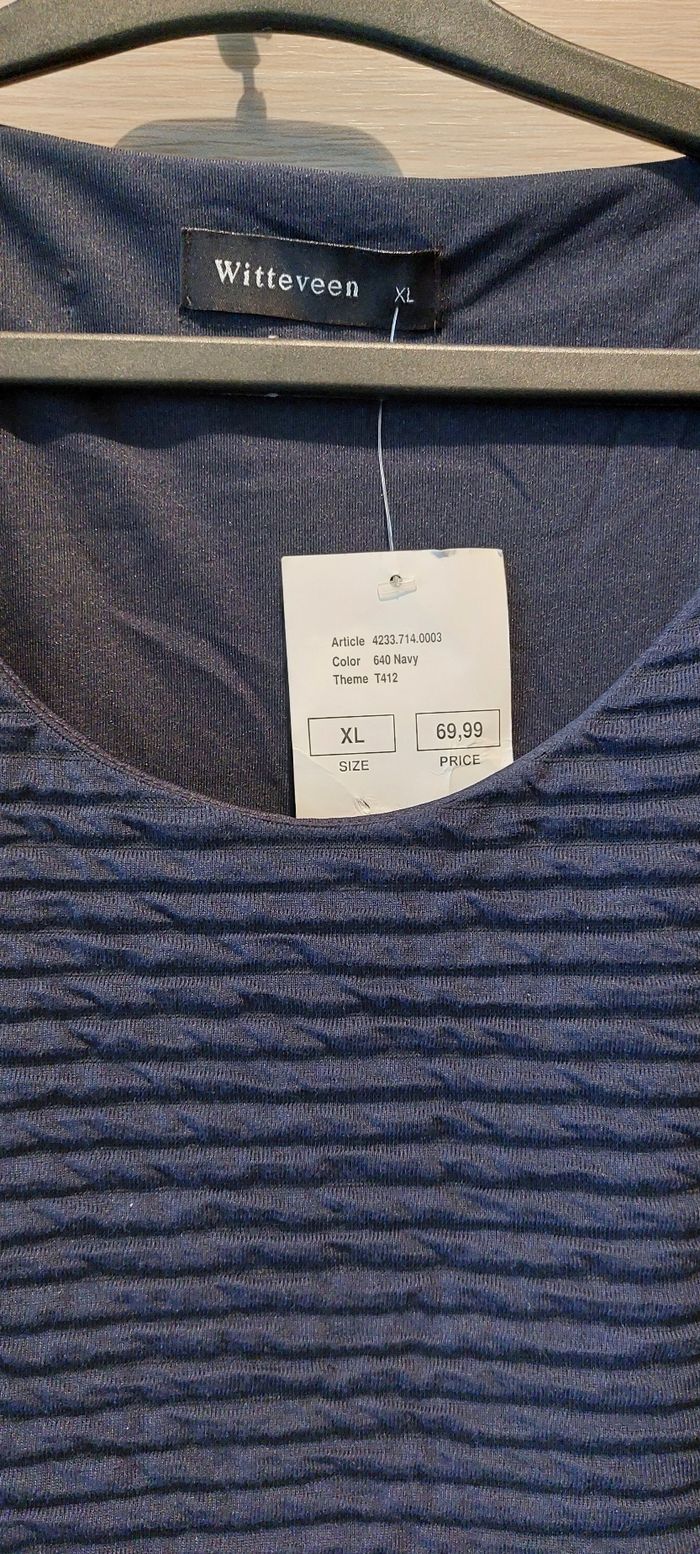 Witteveen XL
Article 4233.714.0003
Color 640 Navy
Theme T412
XL 69,99
SIZE PRICE